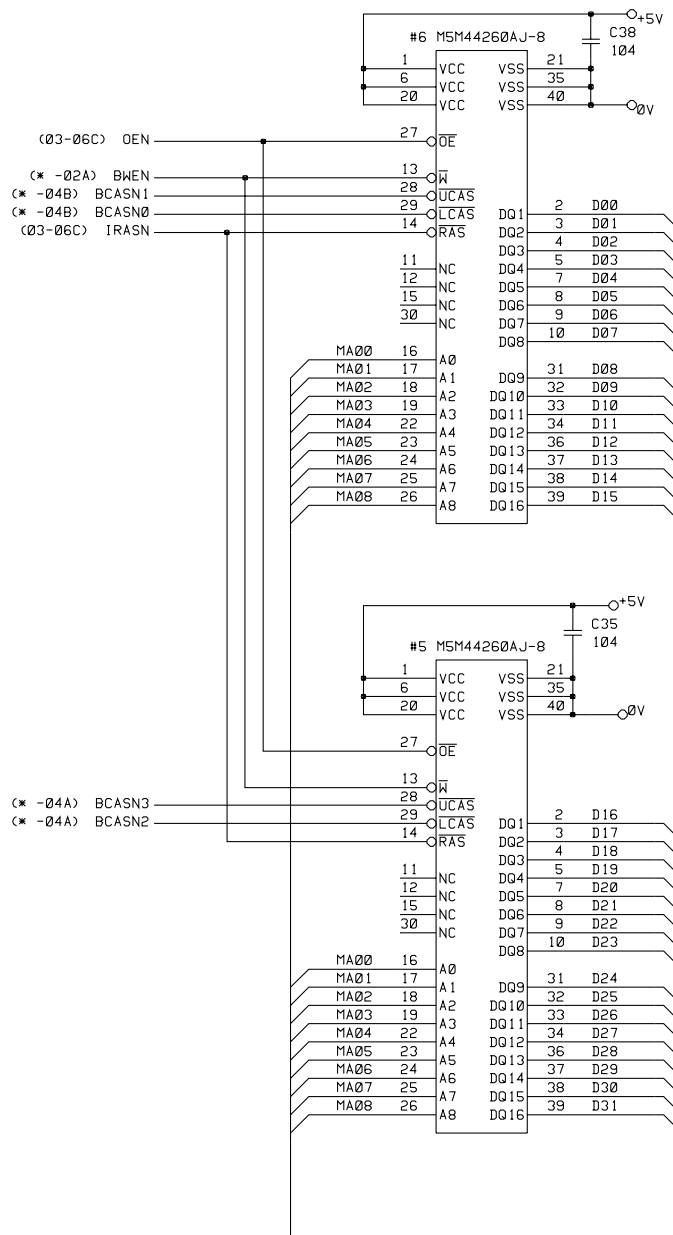 +5V
C38
104
#6 M5M44260AJ-8
1 VCC VSS 21
6 VCC VSS 35
20 VCC VSS 40
0V
(03-06C) OEN 27 OE
(* -02A) BWEN 13 W
(* -04B) BCASN1 28 UCAS
(* -04B) BCASN0 29 LCAS DQ1 2 D00
(03-06C) IRASN 14 RAS DQ2 3 D01
DQ3 4 D02
11 NC DQ4 5 D03
12 NC DQ5 7 D04
15 NC DQ6 8 D05
30 NC DQ7 9 D06
DQ8 10 D07
MA00 16 A0
MA01 17 A1 DQ9 31 D08
MA02 18 A2 DQ10 32 D09
MA03 19 A3 DQ11 33 D10
MA04 22 A4 DQ12 34 D11
MA05 23 A5 DQ13 36 D12
MA06 24 A6 DQ14 37 D13
MA07 25 A7 DQ15 38 D14
MA08 26 A8 DQ16 39 D15
+5V
C35
104
#5 M5M44260AJ-8
1 VCC VSS 21
6 VCC VSS 35
20 VCC VSS 40
0V
27 OE
13 W
(* -04A) BCASN3 28 UCAS
(* -04A) BCASN2 29 LCAS DQ1 2 D16
14 RAS DQ2 3 D17
DQ3 4 D18
11 NC DQ4 5 D19
12 NC DQ5 7 D20
15 NC DQ6 8 D21
30 NC DQ7 9 D22
DQ8 10 D23
MA00 16 A0
MA01 17 A1 DQ9 31 D24
MA02 18 A2 DQ10 32 D25
MA03 19 A3 DQ11 33 D26
MA04 22 A4 DQ12 34 D27
MA05 23 A5 DQ13 36 D28
MA06 24 A6 DQ14 37 D29
MA07 25 A7 DQ15 38 D30
MA08 26 A8 DQ16 39 D31